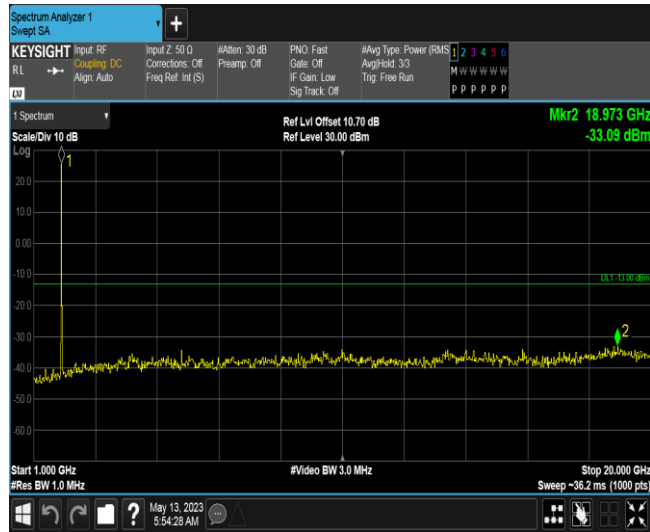 Spectrum Analyzer 1
Swept SA
+
KEYSIGHT
RL
LXI
Input: RF
Coupling: DC
Align: Auto
Input Z: 50 Ω
Corrections: Off
Freq Ref: Int (S)
#Atten: 30 dB
Preamp: Off
PNO: Fast
Gate: Off
IF Gain: Low
Sig Track: Off
#Avg Type: Power (RMS
Avg|Hold: 3/3
Trig: Free Run
1 2 3 4 5 6
M W W W W W
P P P P P P
1 Spectrum
Scale/Div 10 dB
Log
Ref Lvl Offset 10.70 dB
Ref Level 30.00 dBm
Mkr2 18.973 GHz
-33.09 dBm
1
20.0
10.0
0.00
-10.0
DL1 -13.00 dBm
-20.0
-30.0
2
-40.0
-50.0
-60.0
Start 1.000 GHz
#Res BW 1.0 MHz
#Video BW 3.0 MHz
Stop 20.000 GHz
Sweep ~36.2 ms (1000 pts)
?
May 13, 2023
5:54:28 AM